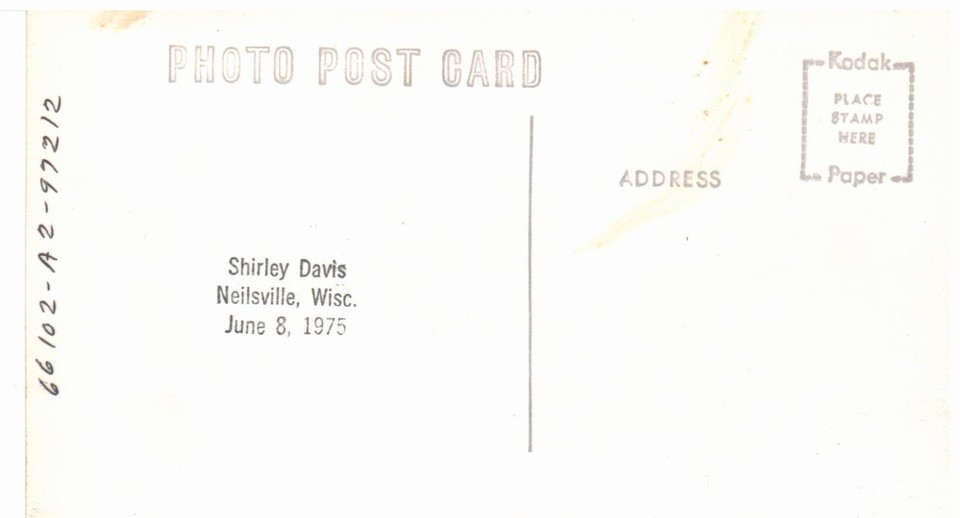 PHOTO POST CARD
Kodak
PLACE
STAMP
HERE
Paper
ADDRESS
Shirley Davis
Neilsville, Wisc.
June 8, 1975
66102-A2-97212